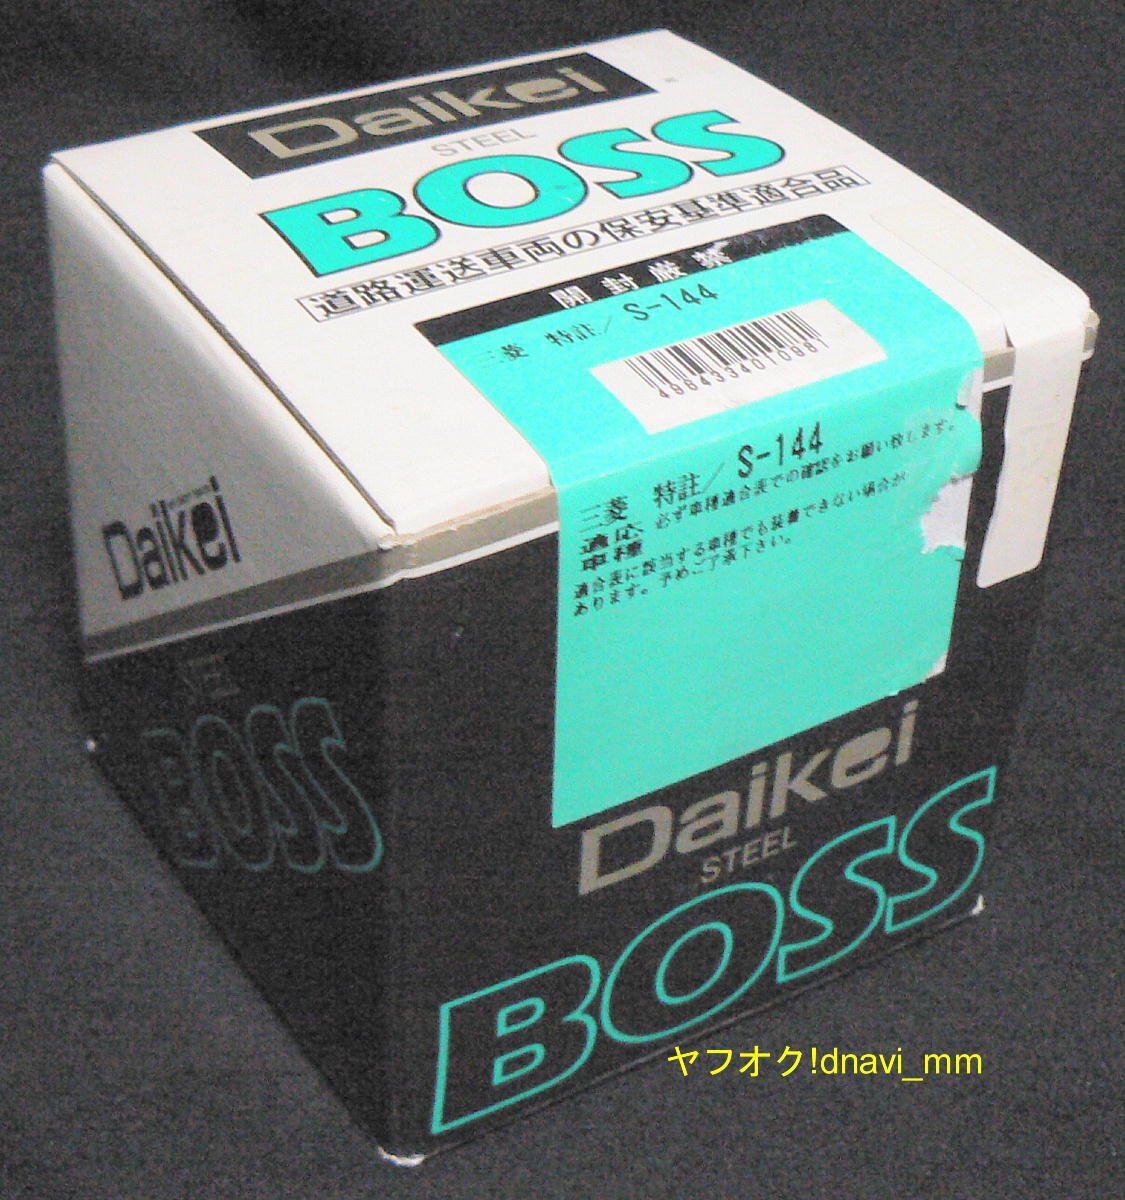 Daikei
STEEL
BOSS
道路運送車両の保安基準適合品
開封厳禁
三菱 特註／S-144
4984334010987
三菱 特註／S-144
適応車種
必ず車種適合表での確認をお願い致します。
適合表に該当する車種でも装着できない場合が
あります。予めご了承下さい。
Daikei
STEEL
BOSS
Daikei
BOSS
ヤフオク!dnavi_mm